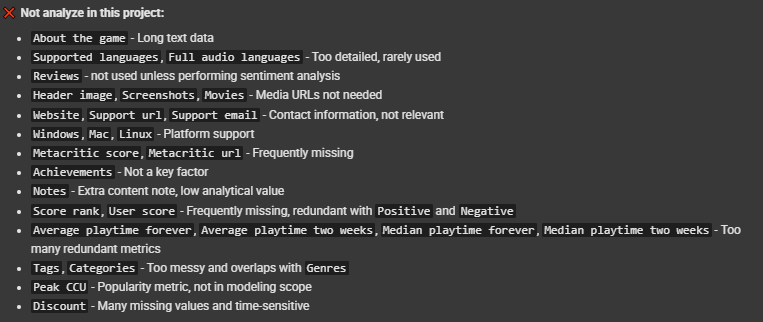 ❌ Not analyze in this project:
• About the game - Long text data
• Supported languages, Full audio languages - Too detailed, rarely used
• Reviews - not used unless performing sentiment analysis
• Header image, Screenshots, Movies - Media URLs not needed
• Website, Support url, Support email - Contact information, not relevant
• Windows, Mac, Linux - Platform support
• Metacritic score, Metacritic url - Frequently missing
• Achievements - Not a key factor
• Notes - Extra content note, low analytical value
• Score rank, User score - Frequently missing, redundant with Positive and Negative
• Average playtime forever, Average playtime two weeks, Median playtime forever, Median playtime two weeks - Too
many redundant metrics
• Tags, Categories - Too messy and overlaps with Genres
• Peak CCU - Popularity metric, not in modeling scope
• Discount - Many missing values and time-sensitive